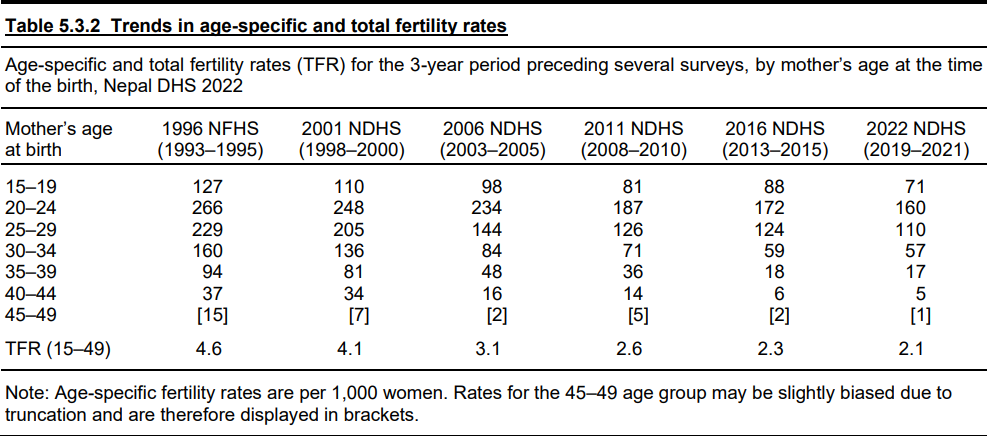 Table 5.3.2 Trends in age-specific and total fertility rates
Age-specific and total fertility rates (TFR) for the 3-year period preceding several surveys, by mother’s age at the time
of the birth, Nepal DHS 2022
Mother’s age 1996 NFHS 2001 NDHS 2006 NDHS 2011 NDHS 2016 NDHS 2022 NDHS
at birth (1993–1995) (1998–2000) (2003–2005) (2008–2010) (2013–2015) (2019–2021)
15–19 127 110 98 81 88 71
20–24 266 248 234 187 172 160
25–29 229 205 144 126 124 110
30–34 160 136 84 71 59 57
35–39 94 81 48 36 18 17
40–44 37 34 16 14 6 5
45–49 [15] [7] [2] [5] [2] [1]
TFR (15–49) 4.6 4.1 3.1 2.6 2.3 2.1
Note: Age-specific fertility rates are per 1,000 women. Rates for the 45–49 age group may be slightly biased due to
truncation and are therefore displayed in brackets.